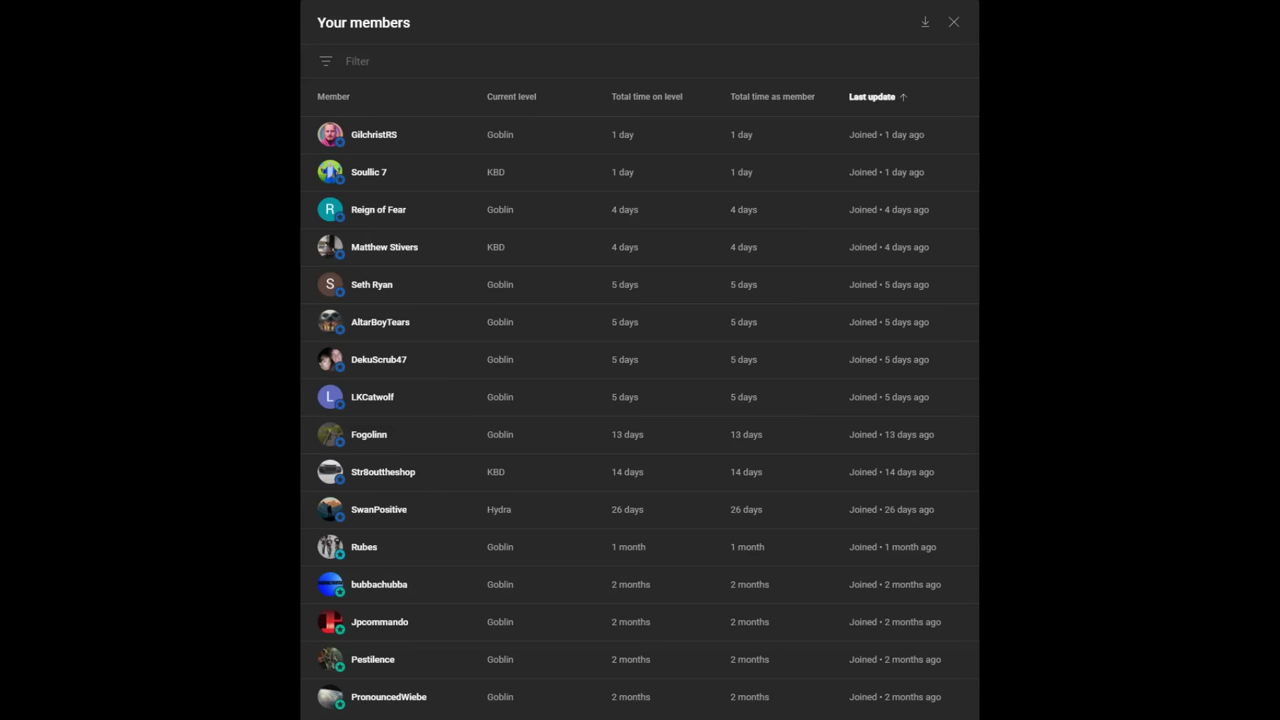 Your members
Filter
Member Current level Total time on level Total time as member Last update
GilchristRS Goblin 1 day 1 day Joined • 1 day ago
Soullic 7 KBD 1 day 1 day Joined • 1 day ago
R Reign of Fear Goblin 4 days 4 days Joined • 4 days ago
Matthew Stivers KBD 4 days 4 days Joined • 4 days ago
S Seth Ryan Goblin 5 days 5 days Joined • 5 days ago
AltarBoyTears Goblin 5 days 5 days Joined • 5 days ago
DekuScrub47 Goblin 5 days 5 days Joined • 5 days ago
L LKCatwolf Goblin 5 days 5 days Joined • 5 days ago
Fogolinn Goblin 13 days 13 days Joined • 13 days ago
Str8outtheshop KBD 14 days 14 days Joined • 14 days ago
SwanPositive Hydra 26 days 26 days Joined • 26 days ago
Rubes Goblin 1 month 1 month Joined • 1 month ago
bubbachubba Goblin 2 months 2 months Joined • 2 months ago
Jpcommando Goblin 2 months 2 months Joined • 2 months ago
Pestilence Goblin 2 months 2 months Joined • 2 months ago
PronouncedWiebe Goblin 2 months 2 months Joined • 2 months ago